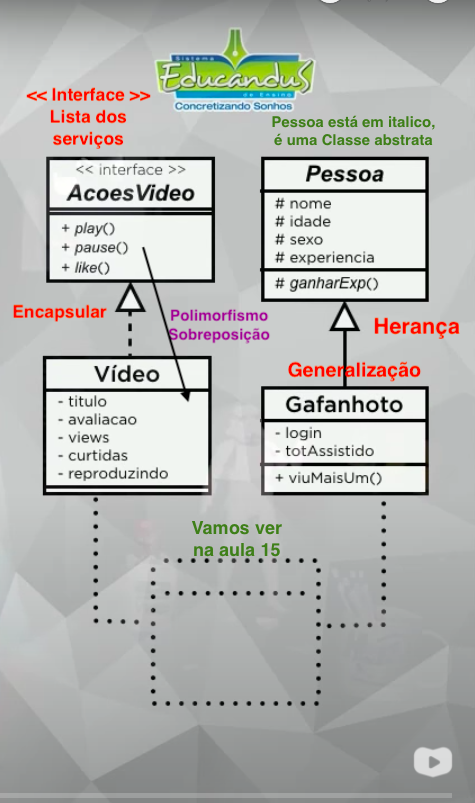 Sistema
EducanduS
de Ensino
Concretizando Sonhos
<< Interface >>
Lista dos
serviços
Pessoa está em italico,
é uma Classe abstrata
<< interface >>
AcoesVideo
+ play()
+ pause()
+ like()
Pessoa
# nome
# idade
# sexo
# experiencia
# ganharExp()
Encapsular
Polimorfismo
Sobreposição
Herança
Generalização
Vídeo
- titulo
- avaliacao
- views
- curtidas
- reproduzindo
Gafanhoto
- login
- totAssistido
+ viuMaisUm()
Vamos ver
na aula 15